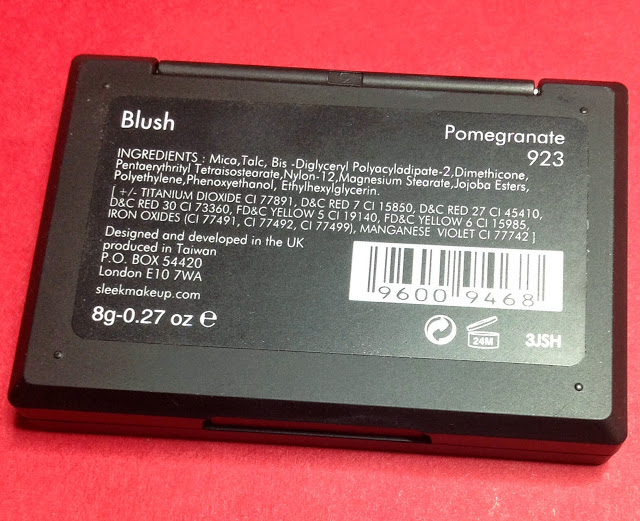 Blush
Pomegranate
923
INGREDIENTS : Mica,Talc, Bis -Diglyceryl Polyacyladipate-2,Dimethicone,
Pentaerythrityl Tetraisostearate,Nylon-12,Magnesium Stearate,Jojoba Esters,
Polyethylene,Phenoxyethanol, Ethylhexylglycerin.
[ +/- TITANIUM DIOXIDE CI 77891, D&C RED 7 CI 15850, D&C RED 27 CI 45410,
D&C RED 30 CI 73360, FD&C YELLOW 5 CI 19140, FD&C YELLOW 6 CI 15985,
IRON OXIDES (CI 77491, CI 77492, CI 77499), MANGANESE VIOLET CI 77742 ]
Designed and developed in the UK
produced in Taiwan
P.O. BOX 54420
London E10 7WA
sleekmakeup.com
8g-0.27 oz ℮
9600 9468
24M
3JSH